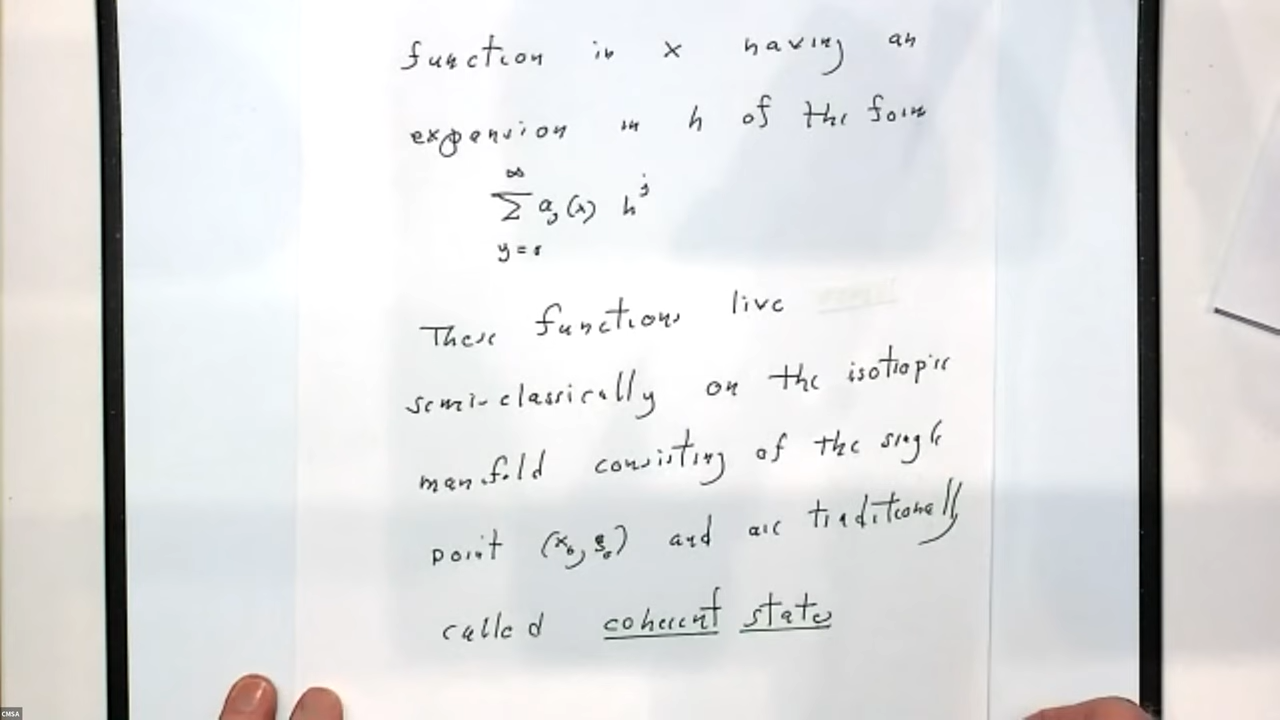 function in x having an
expansion in h of the form
∞
∑ a_j(x) h^j
j=0
These functions live
semi-classically on the isotropic
manifold consisting of the single
point (x₀, ξ₀) and are traditionally
called coherent states
CMSA